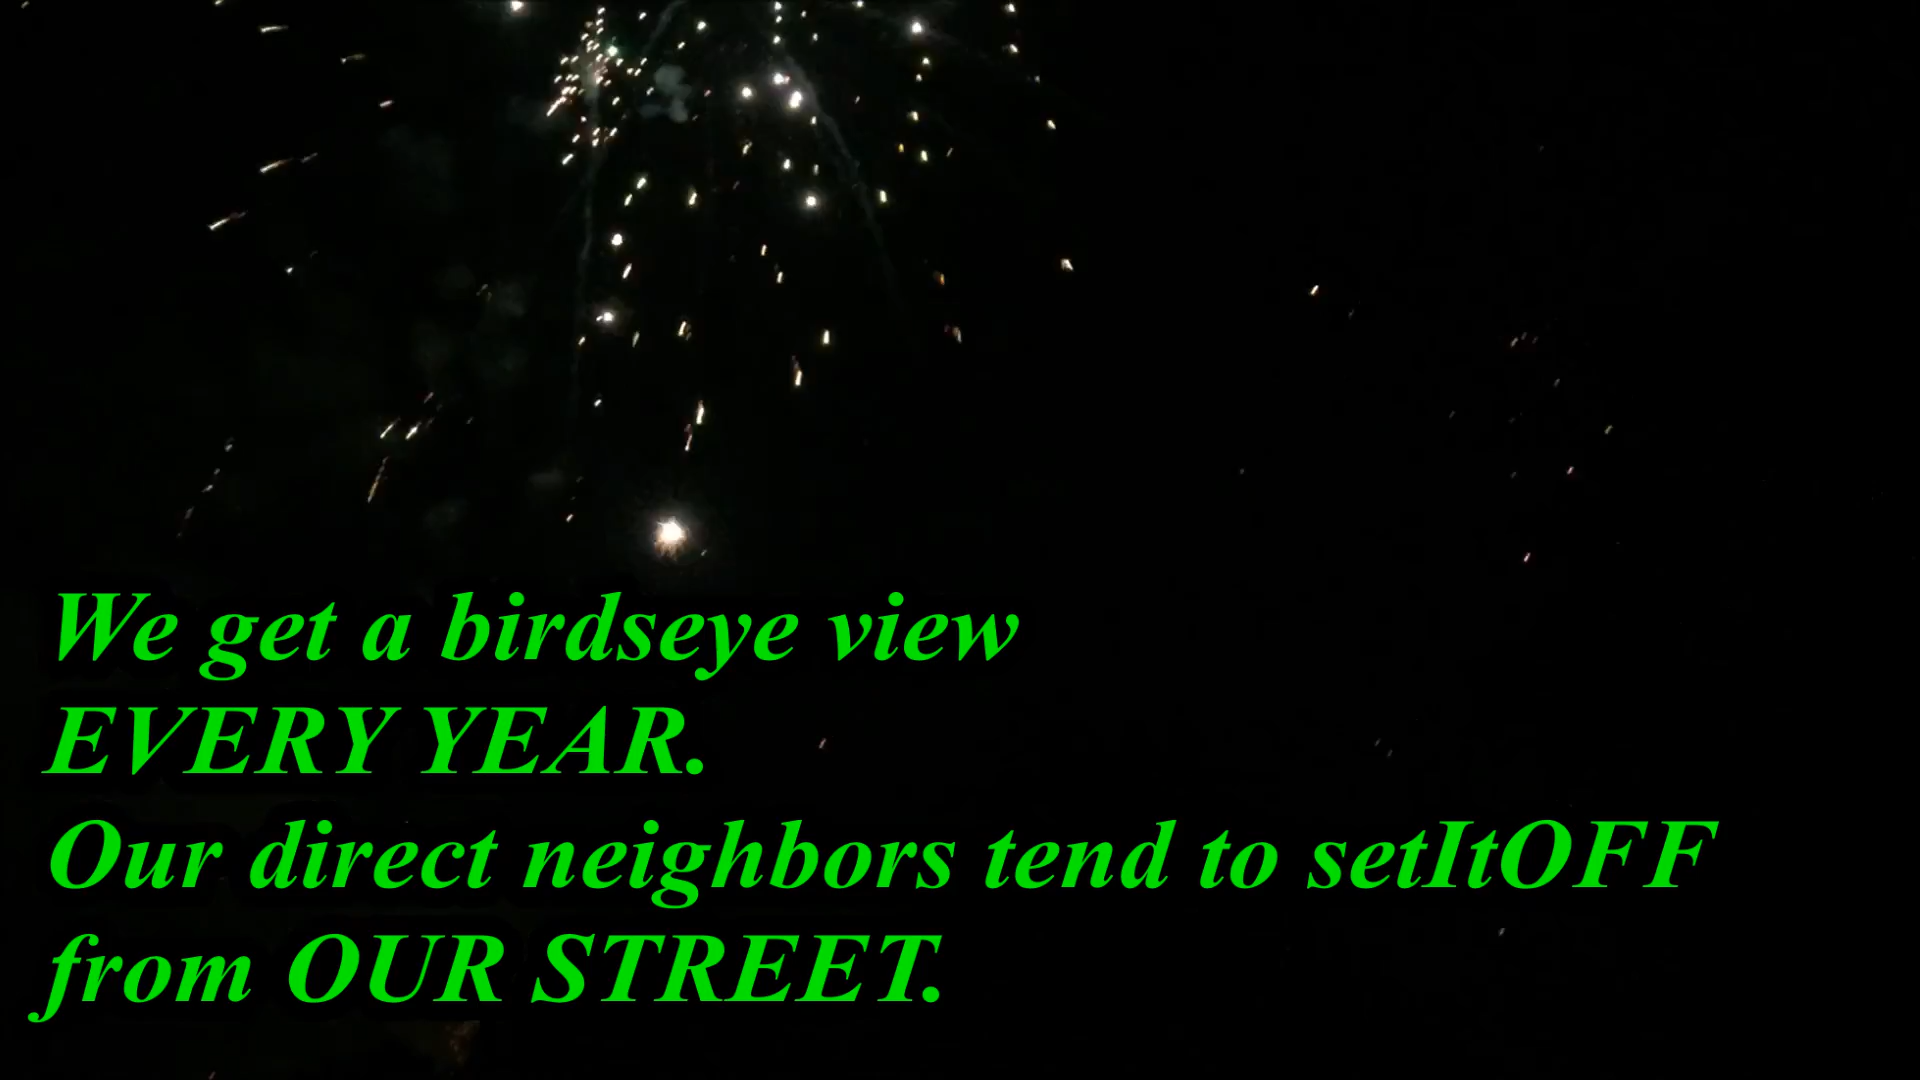 We get a birdseye view
EVERY YEAR.
Our direct neighbors tend to setItOFF
from OUR STREET.